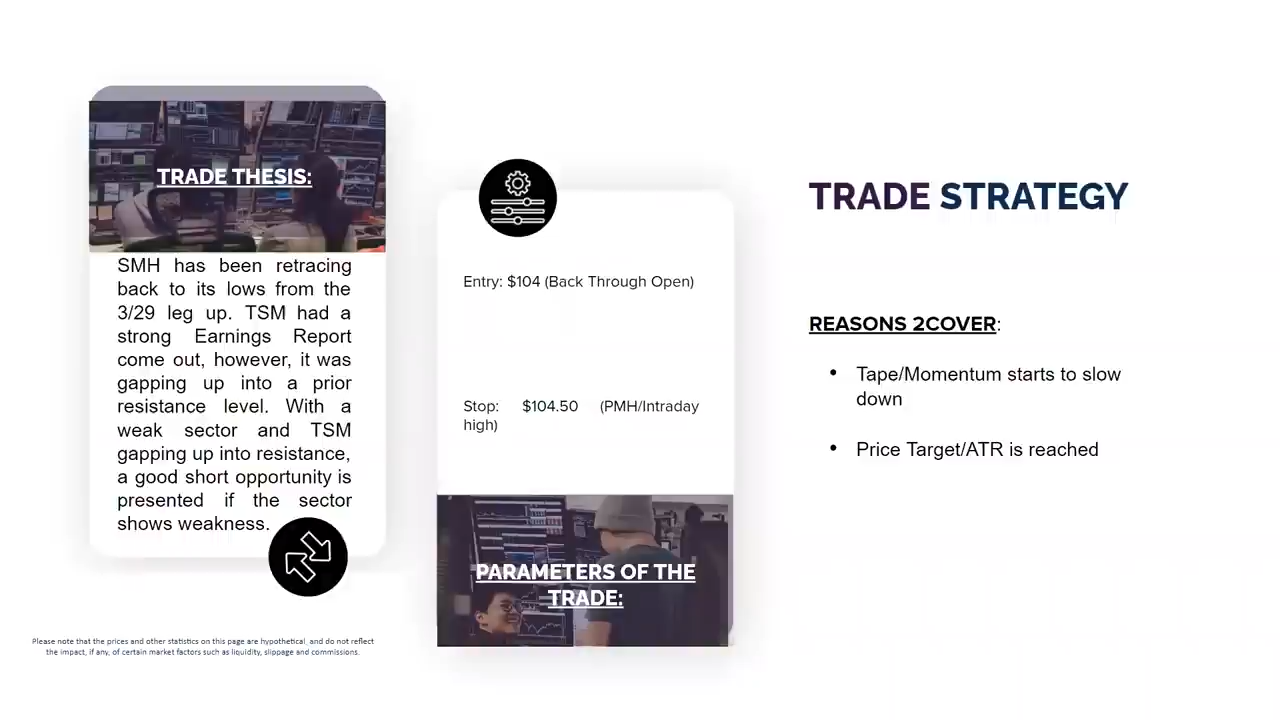 TRADE THESIS:
SMH has been retracing
back to its lows from the
3/29 leg up. TSM had a
strong Earnings Report
come out, however, it was
gapping up into a prior
resistance level. With a
weak sector and TSM
gapping up into resistance,
a good short opportunity is
presented if the sector
shows weakness.
Please note that the prices and other statistics on this page are hypothetical, and do not reflect
the impact, if any, of certain market factors such as liquidity, slippage and commissions.
Entry: $104 (Back Through Open)
Stop: $104.50 (PMH/Intraday
high)
PARAMETERS OF THE
TRADE:
TRADE STRATEGY
REASONS 2COVER:
• Tape/Momentum starts to slow
down
• Price Target/ATR is reached